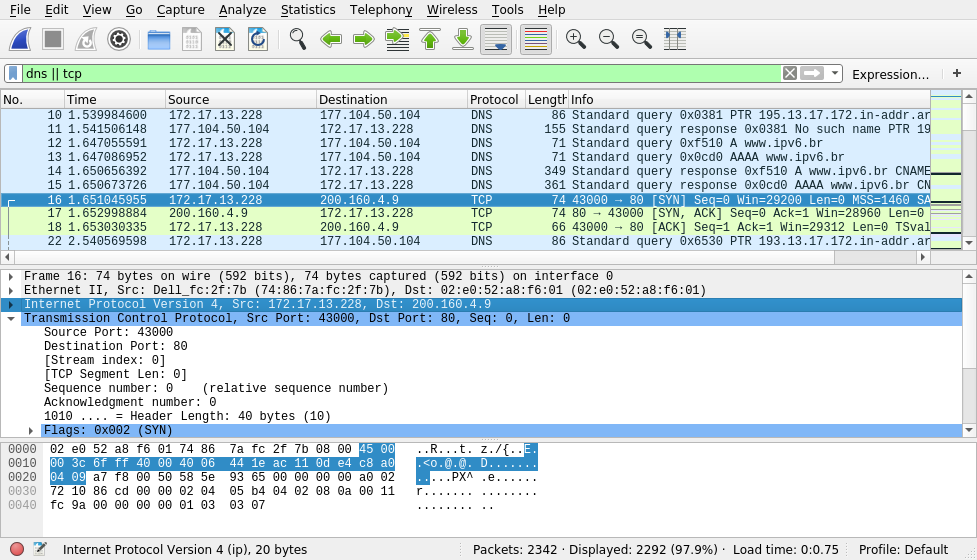 File Edit View Go Capture Analyze Statistics Telephony Wireless Tools Help
dns || tcp Expression… +
No. Time Source Destination Protocol Length Info
10 1.539984600 172.17.13.228 177.104.50.104 DNS 86 Standard query 0x0381 PTR 195.13.17.172.in-addr.ar
11 1.541506148 177.104.50.104 172.17.13.228 DNS 155 Standard query response 0x0381 No such name PTR 19
12 1.647055591 172.17.13.228 177.104.50.104 DNS 71 Standard query 0xf510 A www.ipv6.br
13 1.647086952 172.17.13.228 177.104.50.104 DNS 71 Standard query 0x0cd0 AAAA www.ipv6.br
14 1.650656392 177.104.50.104 172.17.13.228 DNS 349 Standard query response 0xf510 A www.ipv6.br CNAME
15 1.650673726 177.104.50.104 172.17.13.228 DNS 361 Standard query response 0x0cd0 AAAA www.ipv6.br CN
16 1.651045955 172.17.13.228 200.160.4.9 TCP 74 43000 → 80 [SYN] Seq=0 Win=29200 Len=0 MSS=1460 SA
17 1.652998884 200.160.4.9 172.17.13.228 TCP 74 80 → 43000 [SYN, ACK] Seq=0 Ack=1 Win=28960 Len=0
18 1.653030335 172.17.13.228 200.160.4.9 TCP 66 43000 → 80 [ACK] Seq=1 Ack=1 Win=29312 Len=0 TSval
22 2.540569598 172.17.13.228 177.104.50.104 DNS 86 Standard query 0x6530 PTR 193.13.17.172.in-addr.ar
Frame 16: 74 bytes on wire (592 bits), 74 bytes captured (592 bits) on interface 0
Ethernet II, Src: Dell_fc:2f:7b (74:86:7a:fc:2f:7b), Dst: 02:e0:52:a8:f6:01 (02:e0:52:a8:f6:01)
Internet Protocol Version 4, Src: 172.17.13.228, Dst: 200.160.4.9
Transmission Control Protocol, Src Port: 43000, Dst Port: 80, Seq: 0, Len: 0
Source Port: 43000
Destination Port: 80
[Stream index: 0]
[TCP Segment Len: 0]
Sequence number: 0    (relative sequence number)
Acknowledgment number: 0
1010 .... = Header Length: 40 bytes (10)
Flags: 0x002 (SYN)
0000 02 e0 52 a8 f6 01 74 86 7a fc 2f 7b 08 00 45 00 ..R...t. z./{..E.
0010 00 3c 6f ff 40 00 40 06 44 1e ac 11 0d e4 c8 a0 .<o.@.@. D.......
0020 04 09 a7 f8 00 50 58 5e 93 65 00 00 00 00 a0 02 .....PX^ .e......
0030 72 10 86 cd 00 00 02 04 05 b4 04 02 08 0a 00 11 r....... ........
0040 fc 9a 00 00 00 00 01 03 03 07 ........ ..
Internet Protocol Version 4 (ip), 20 bytes Packets: 2342 · Displayed: 2292 (97.9%) · Load time: 0:0.75 Profile: Default